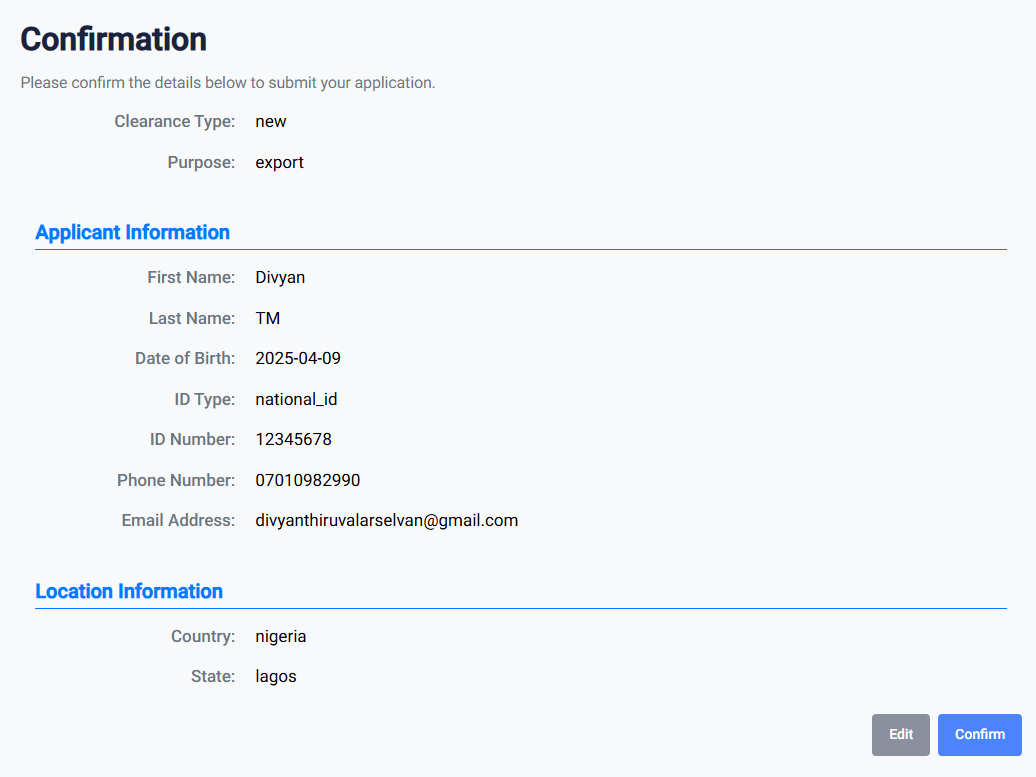 Confirmation
Please confirm the details below to submit your application.
Clearance Type: new
Purpose: export
Applicant Information
First Name: Divyan
Last Name: TM
Date of Birth: 2025-04-09
ID Type: national_id
ID Number: 12345678
Phone Number: 07010982990
Email Address: divyanthiruvalarselvan@gmail.com
Location Information
Country: nigeria
State: lagos
Edit Confirm